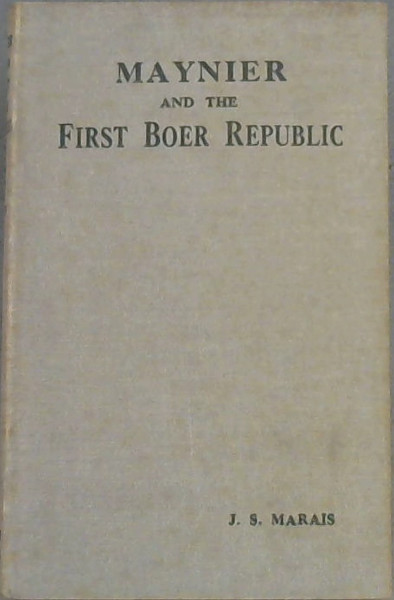 MAYNIER
AND THE
FIRST BOER REPUBLIC
J. S. MARAIS